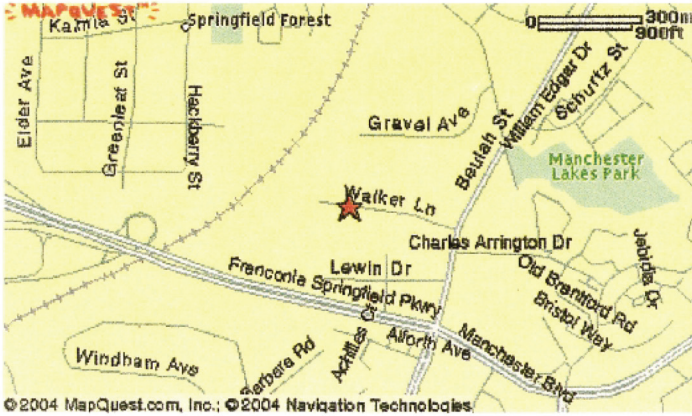 MAPQUEST
Kamia St
Springfield Forest
0 300m
900ft
Elder Ave
Greenleaf St
Hackberry St
Gravel Ave
Beulah St
William Edgar Dr
Schurtz St
Manchester
Lakes Park
Walker Ln
Charles Arrington Dr
Franconia Springfield Pkwy
Lewin Dr
Old Brentford Rd
Bristol Way
Achilles Ct
Alforth Ave
Manchester Blvd
Windham Ave
Barbara Rd
©2004 MapQuest.com, Inc.; ©2004 Navigation Technologies